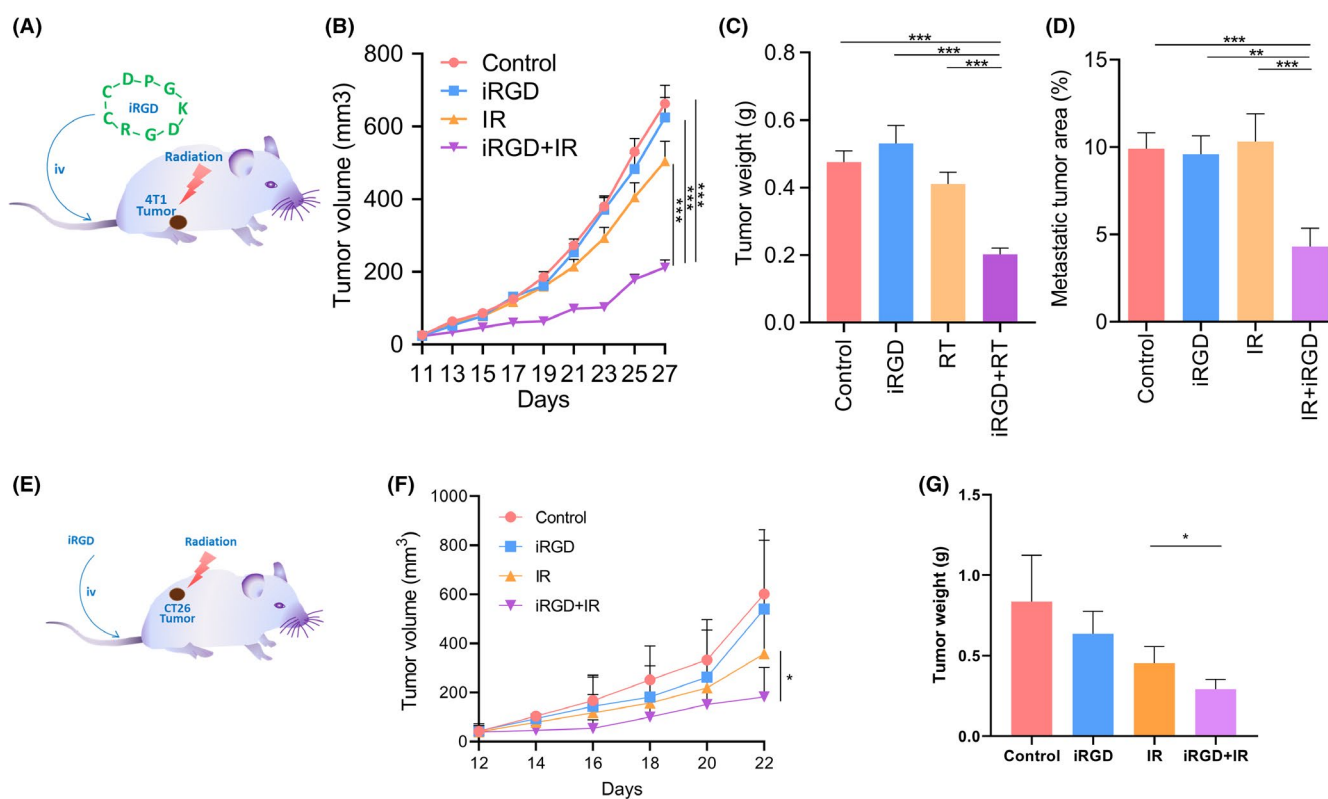 (A)
C D P G K D G R C
iRGD
iv
Radiation
4T1
Tumor
(B)
Tumor volume (mm3)
800
600
400
200
0
Control
iRGD
IR
iRGD+IR
***
***
***
11 13 15 17 19 21 23 25 27
Days
(C)
Tumor weight (g)
0.8
0.6
0.4
0.2
0.0
***
***
***
Control
iRGD
RT
iRGD+RT
(D)
Metastatic tumor area (%)
15
10
5
0
***
**
***
Control
iRGD
IR
IR+iRGD
(E)
iRGD
iv
Radiation
CT26
Tumor
(F)
Tumor volume (mm³)
1000
800
600
400
200
0
Control
iRGD
IR
iRGD+IR
*
12 14 16 18 20 22
Days
(G)
Tumor weight (g)
1.5
1.0
0.5
0.0
*
Control iRGD IR iRGD+IR